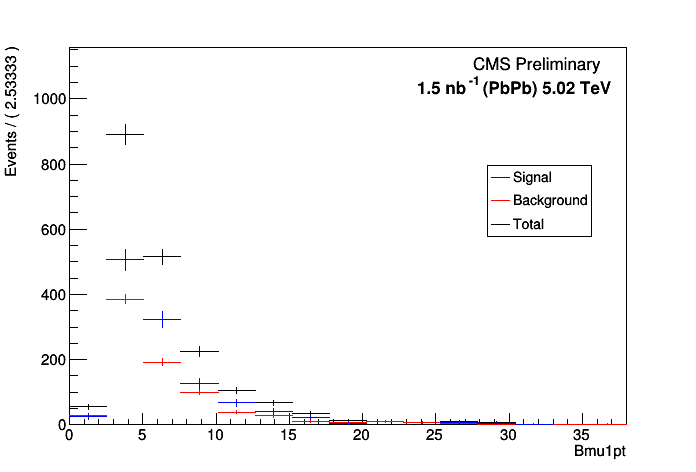 CMS Preliminary
1.5 nb-1 (PbPb) 5.02 TeV
Events / ( 2.53333 )
1000
800
600
400
200
0
Signal
Background
Total
0 5 10 15 20 25 30 35
Bmu1pt